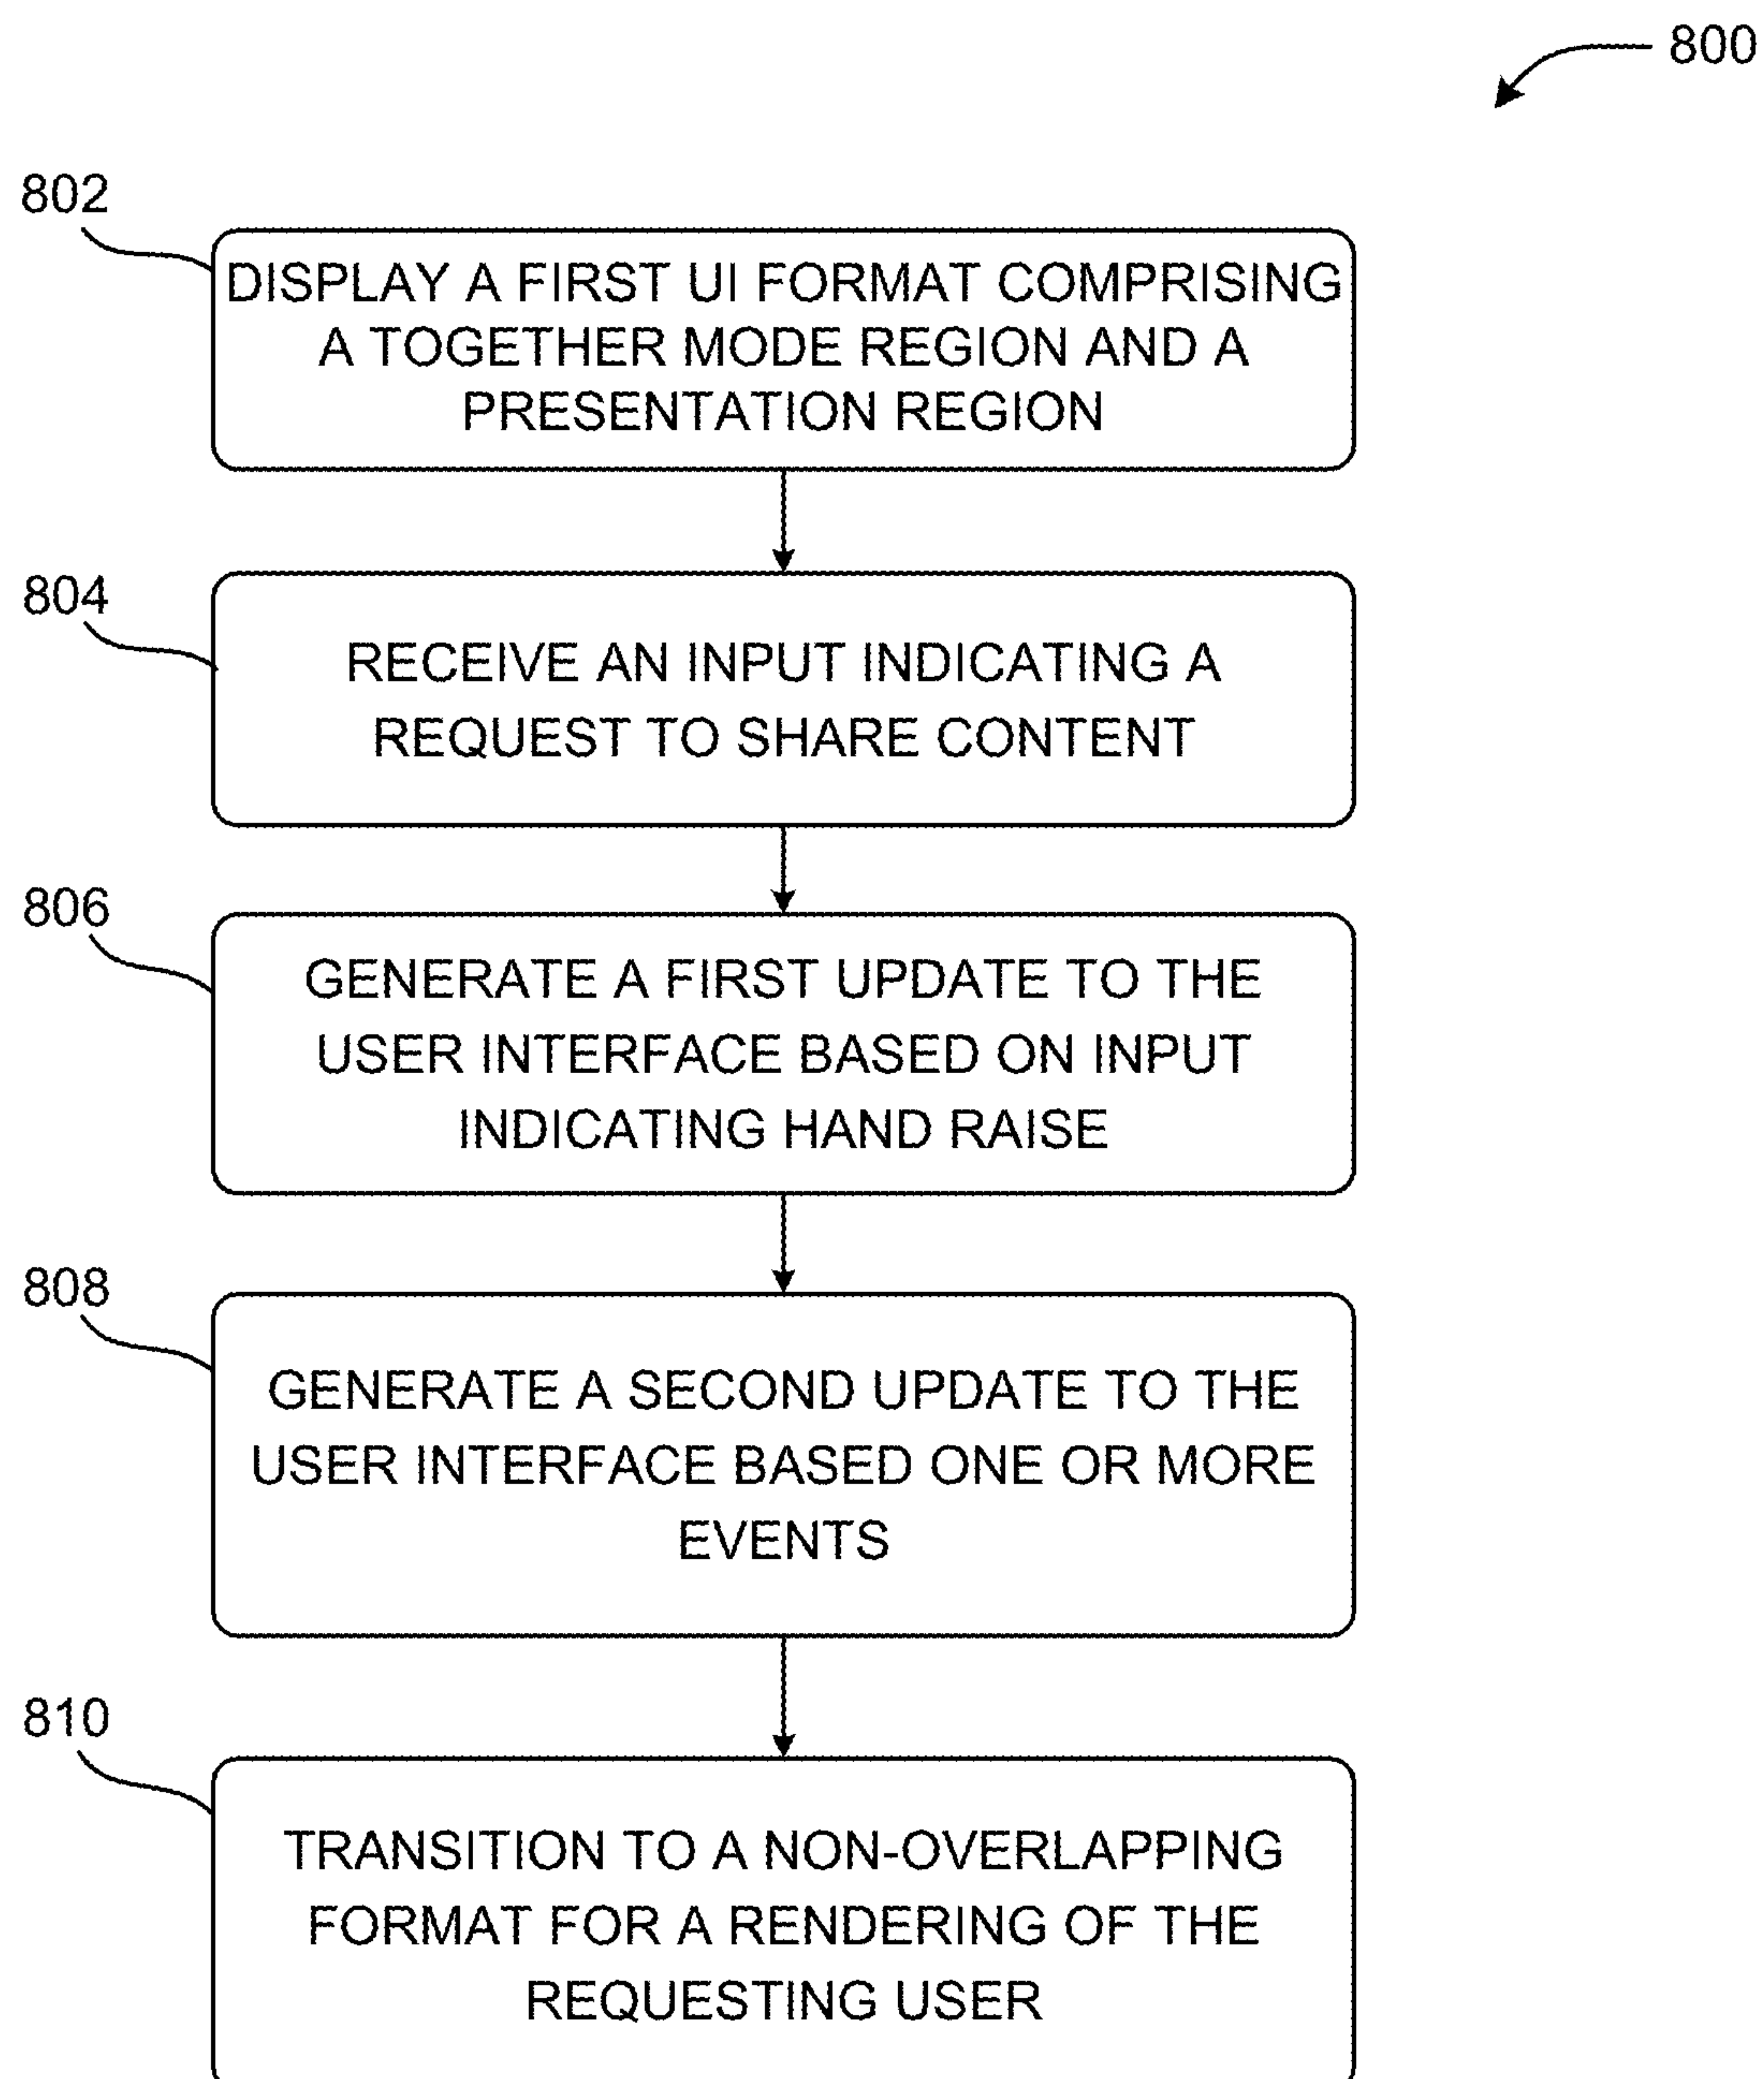 800
802
DISPLAY A FIRST UI FORMAT COMPRISING
A TOGETHER MODE REGION AND A
PRESENTATION REGION
804
RECEIVE AN INPUT INDICATING A
REQUEST TO SHARE CONTENT
806
GENERATE A FIRST UPDATE TO THE
USER INTERFACE BASED ON INPUT
INDICATING HAND RAISE
808
GENERATE A SECOND UPDATE TO THE
USER INTERFACE BASED ONE OR MORE
EVENTS
810
TRANSITION TO A NON-OVERLAPPING
FORMAT FOR A RENDERING OF THE
REQUESTING USER